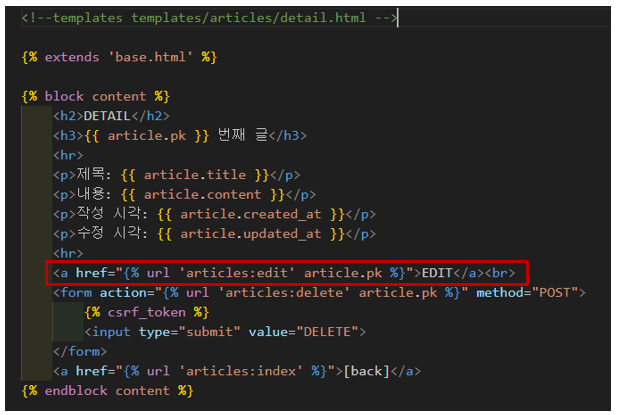 <!--templates templates/articles/detail.html -->
{% extends 'base.html' %}
{% block content %}
<h2>DETAIL</h2>
<h3>{{ article.pk }} 번째 글</h3>
<hr>
<p>제목: {{ article.title }}</p>
<p>내용: {{ article.content }}</p>
<p>작성 시각: {{ article.created_at }}</p>
<p>수정 시각: {{ article.updated_at }}</p>
<hr>
<a href="{% url 'articles:edit' article.pk %}">EDIT</a><br>
<form action="{% url 'articles:delete' article.pk %}" method="POST">
{% csrf_token %}
<input type="submit" value="DELETE">
</form>
<a href="{% url 'articles:index' %}">[back]</a>
{% endblock content %}